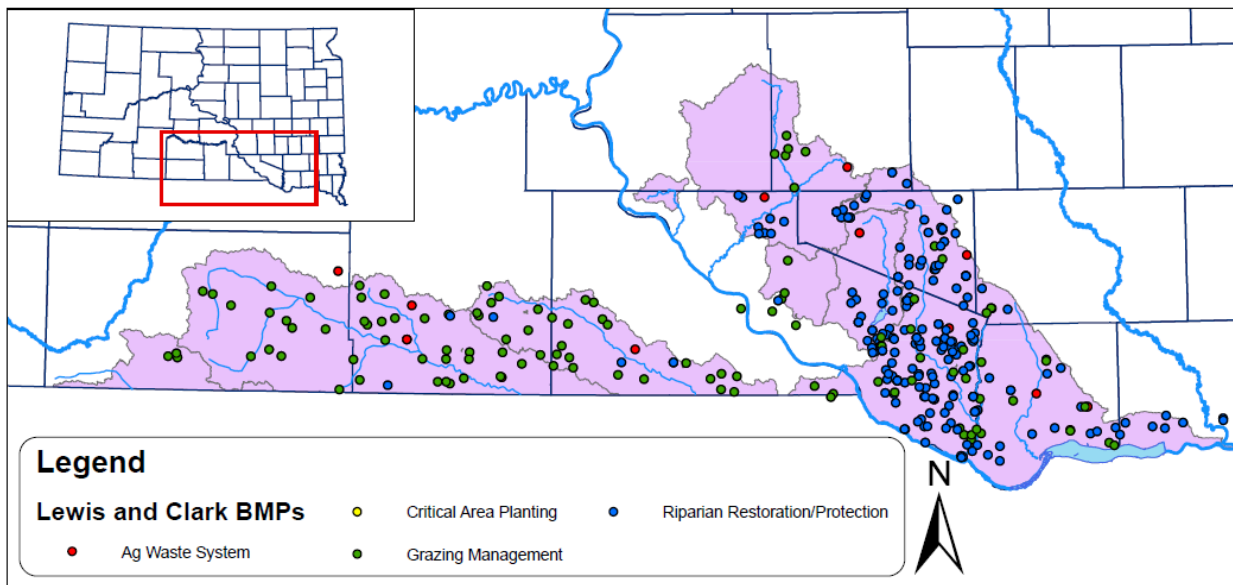 N
Legend
Lewis and Clark BMPs
Critical Area Planting
Riparian Restoration/Protection
Ag Waste System
Grazing Management